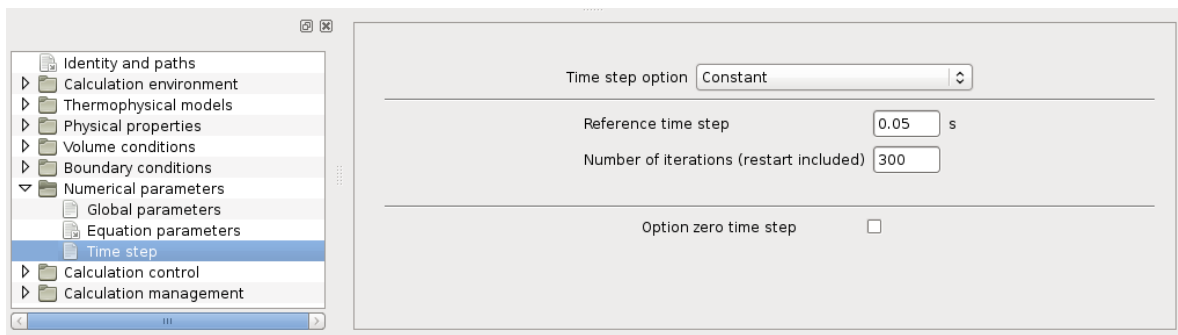 Identity and paths
Calculation environment
Thermophysical models
Physical properties
Volume conditions
Boundary conditions
Numerical parameters
Global parameters
Equation parameters
Time step
Calculation control
Calculation management
Time step option Constant
Reference time step 0.05 s
Number of iterations (restart included) 300
Option zero time step